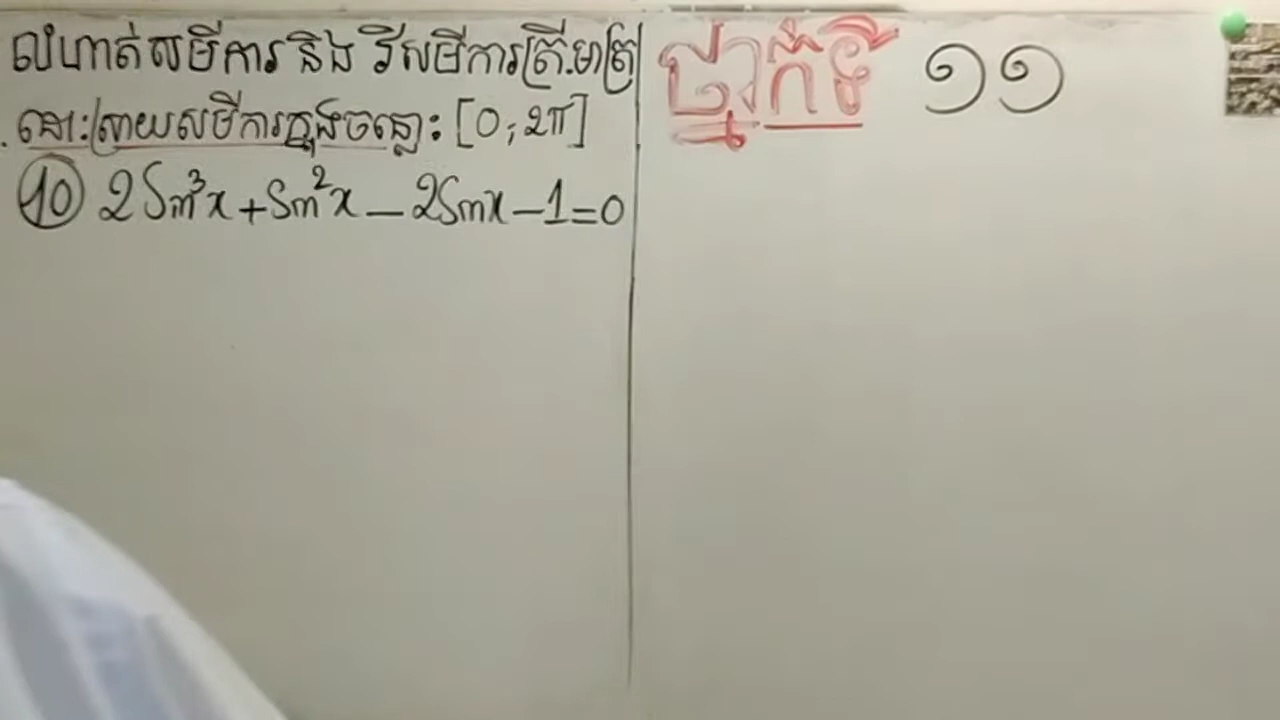 លំហាត់សមីការ និង វិសមីការត្រីមាត្រ
ដោះស្រាយសមីការក្នុងចន្លោះ [0 ; 2π]
10 2Sin³x + Sin²x − 2Sinx − 1 = 0
ថ្នាក់ទី ១១